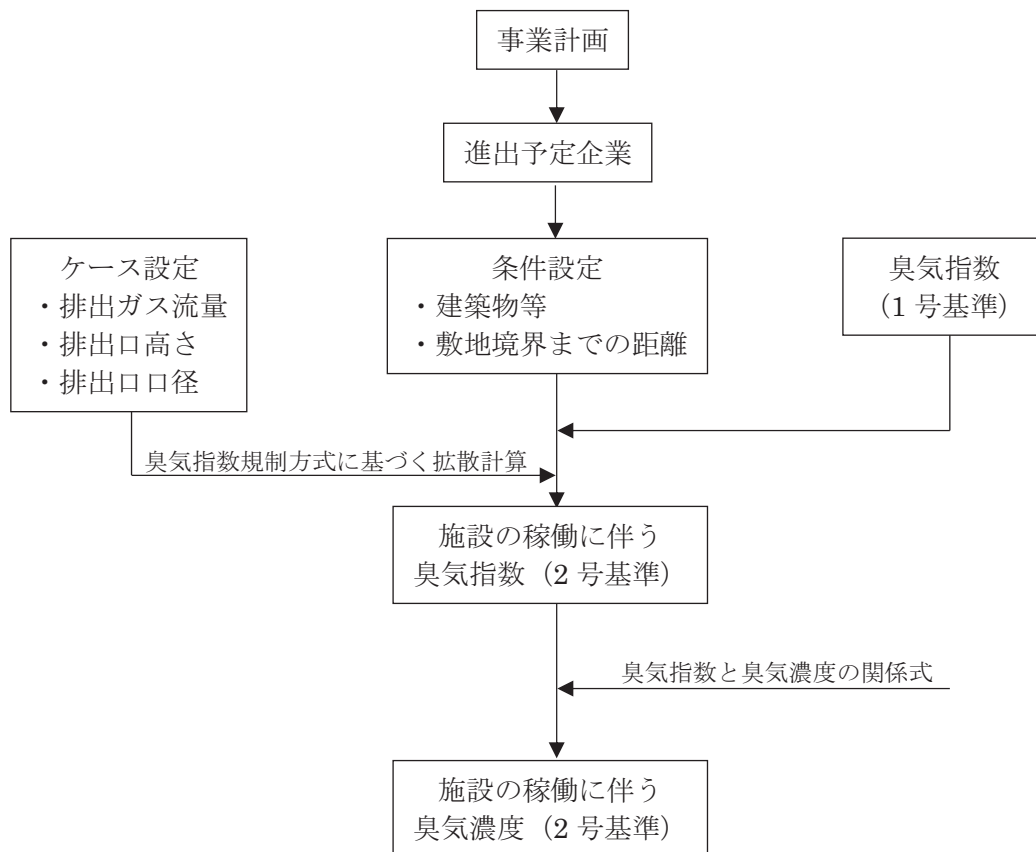 事業計画
進出予定企業
ケース設定
・排出ガス流量
・排出口高さ
・排出口口径
条件設定
・建築物等
・敷地境界までの距離
臭気指数
（1 号基準）
臭気指数規制方式に基づく拡散計算
施設の稼働に伴う
臭気指数（2 号基準）
臭気指数と臭気濃度の関係式
施設の稼働に伴う
臭気濃度（2 号基準）